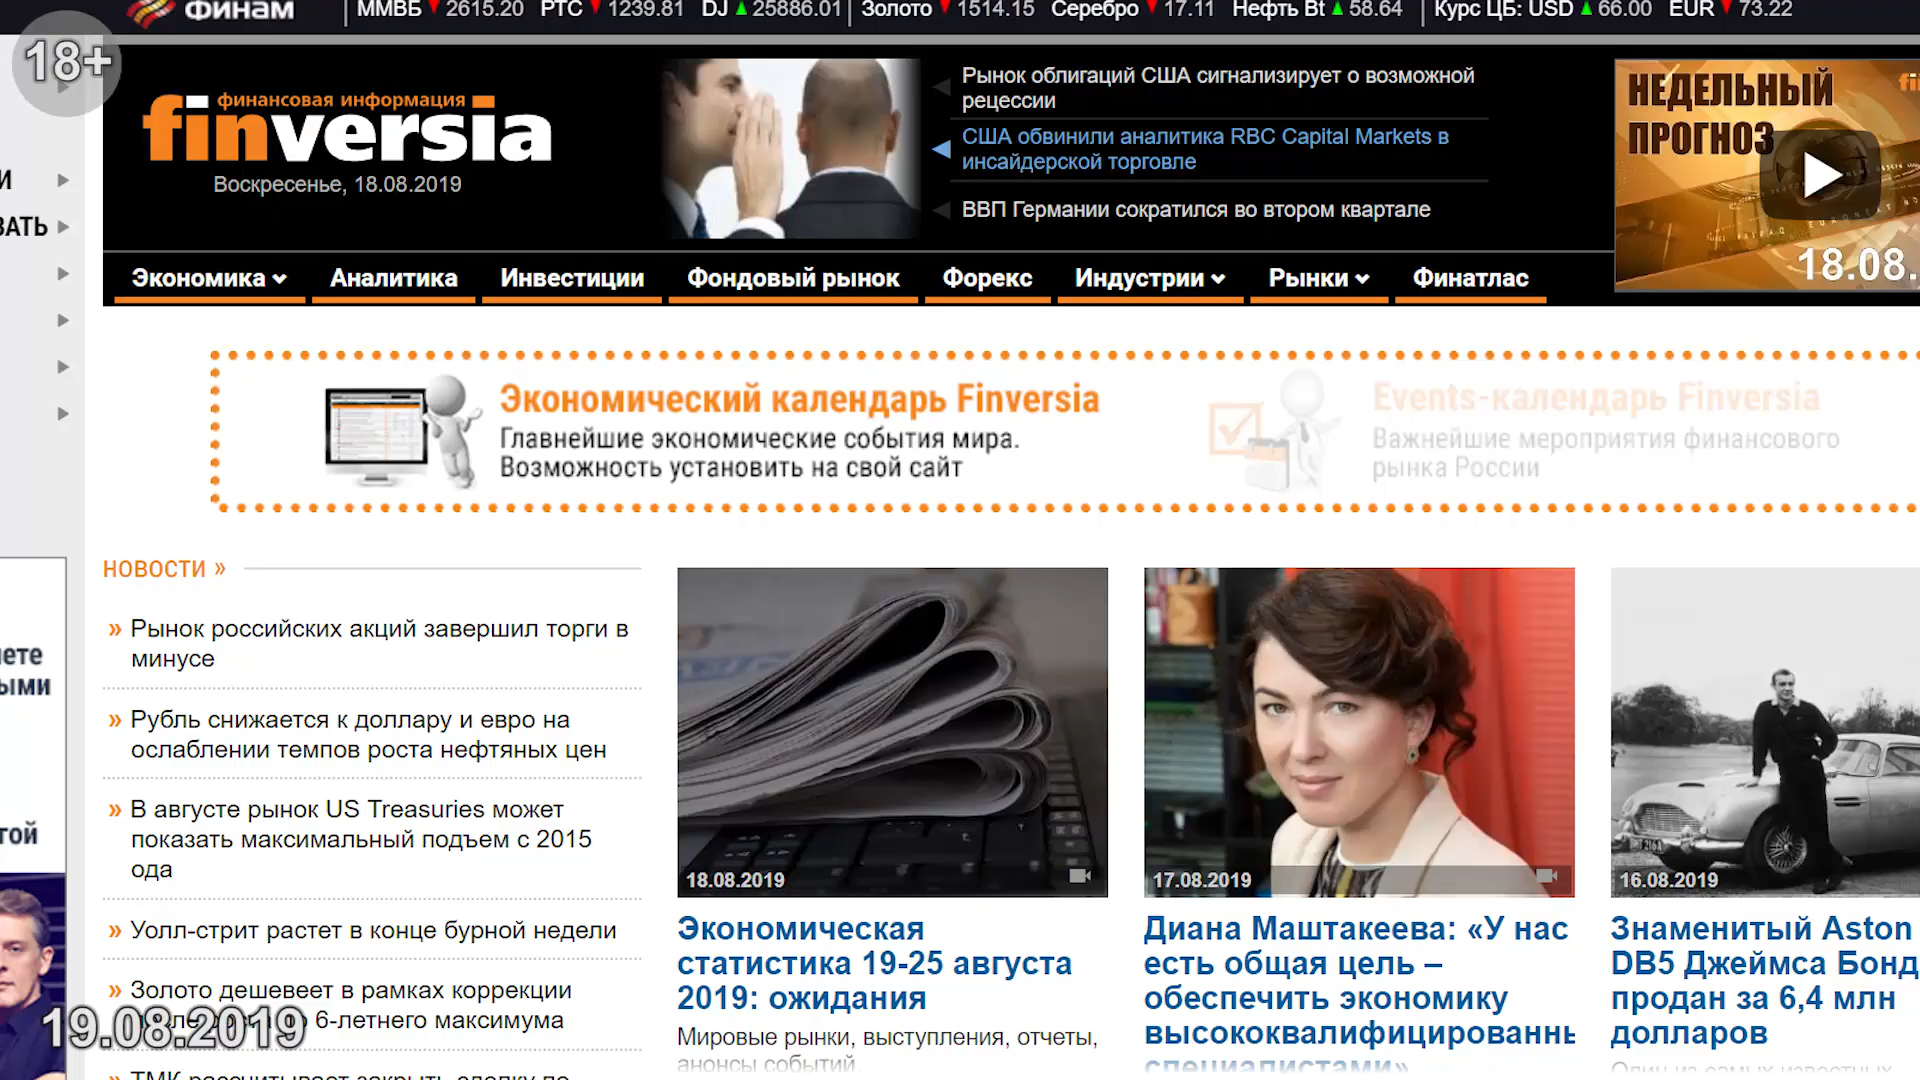 Финам
ММВБ 2615.20 РТС 1239.81 DJ 25886.01 Золото 1514.15 Серебро 17.11 Нефть Bt 58.64 Курс ЦБ: USD 66.00 EUR 73.22
18+
финансовая информация
finversia
Воскресенье, 18.08.2019
Рынок облигаций США сигнализирует о возможной
рецессии
США обвинили аналитика RBC Capital Markets в
инсайдерской торговле
ВВП Германии сократился во втором квартале
НЕДЕЛЬНЫЙ
ПРОГНОЗ
18.08.
Экономика Аналитика Инвестиции Фондовый рынок Форекс Индустрии Рынки Финатлас
Экономический календарь Finversia
Главнейшие экономические события мира.
Возможность установить на свой сайт
Events-календарь Finversia
Важнейшие мероприятия финансового
рынка России
НОВОСТИ »
» Рынок российских акций завершил торги в
минусе
» Рубль снижается к доллару и евро на
ослаблении темпов роста нефтяных цен
» В августе рынок US Treasuries может
показать максимальный подъем с 2015
ода
» Уолл-стрит растет в конце бурной недели
» Золото дешевеет в рамках коррекции
6-летнего максимума
19.08.2019
18.08.2019
Экономическая
статистика 19-25 августа
2019: ожидания
Мировые рынки, выступления, отчеты,
анонсы событий.
17.08.2019
Диана Маштакеева: «У нас
есть общая цель –
обеспечить экономику
высококвалифицированнь
специалистами»
16.08.2019
Знаменитый Aston
DB5 Джеймса Бонд
продан за 6,4 млн
долларов